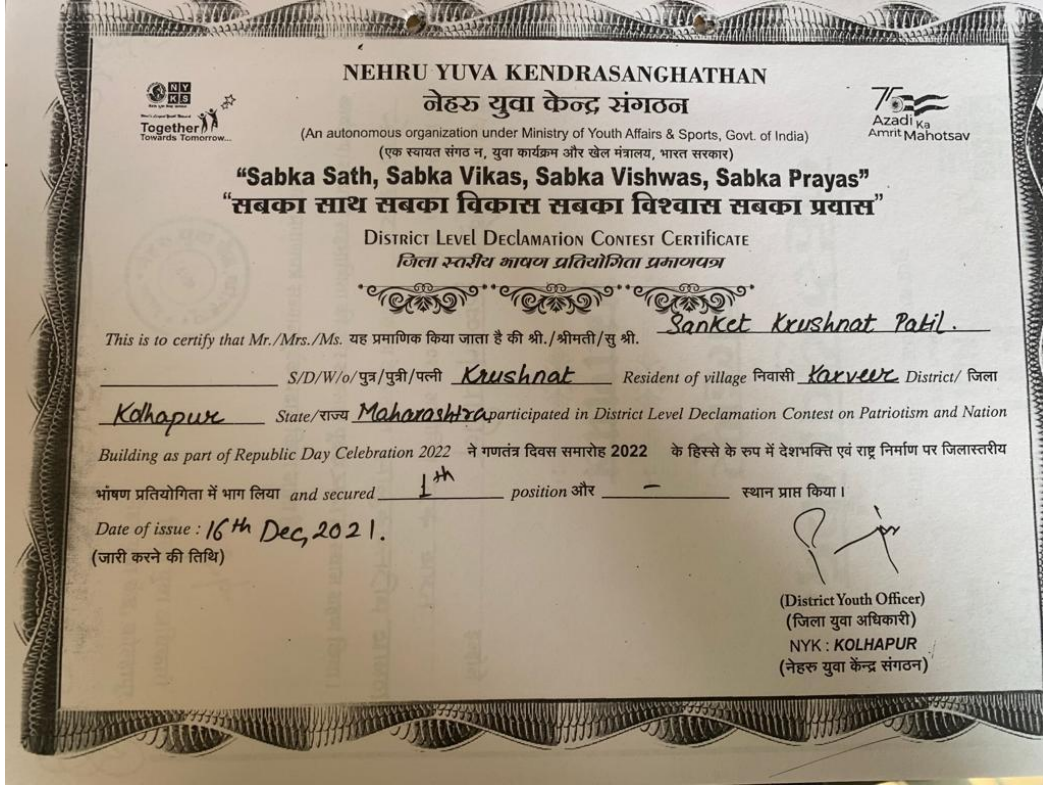 NEHRU YUVA KENDRASANGHATHAN
नेहरु युवा केन्द्र संगठन
(An autonomous organization under Ministry of Youth Affairs & Sports, Govt. of India)
(एक स्वायत संगठ न, युवा कार्यक्रम और खेल मंत्रालय, भारत सरकार)
NY
KS
Together
Towards Tomorrow...
75
Azadi Ka
Amrit Mahotsav
“Sabka Sath, Sabka Vikas, Sabka Vishwas, Sabka Prayas”
“सबका साथ सबका विकास सबका विश्वास सबका प्रयास”
District Level Declamation Contest Certificate
जिला स्तरीय भाषण प्रतियोगिता प्रमाणपत्र
This is to certify that Mr./Mrs./Ms. यह प्रमाणिक किया जाता है की श्री./श्रीमती/सु श्री. Sanket Krushnat Patil.
S/D/W/o/पुत्र/पुत्री/पत्नी Krushnat Resident of village निवासी Karveer District/ जिला
Kolhapur State/राज्य Maharashtra participated in District Level Declamation Contest on Patriotism and Nation
Building as part of Republic Day Celebration 2022 ने गणतंत्र दिवस समारोह 2022 के हिस्से के रुप में देशभक्ति एवं राष्ट्र निर्माण पर जिलास्तरीय
भांषण प्रतियोगिता में भाग लिया and secured 1th position और - स्थान प्राप्त किया।
Date of issue : 16th Dec, 2021.
(जारी करने की तिथि)
(District Youth Officer)
(जिला युवा अधिकारी)
NYK : KOLHAPUR
(नेहरु युवा केंन्द्र संगठन)